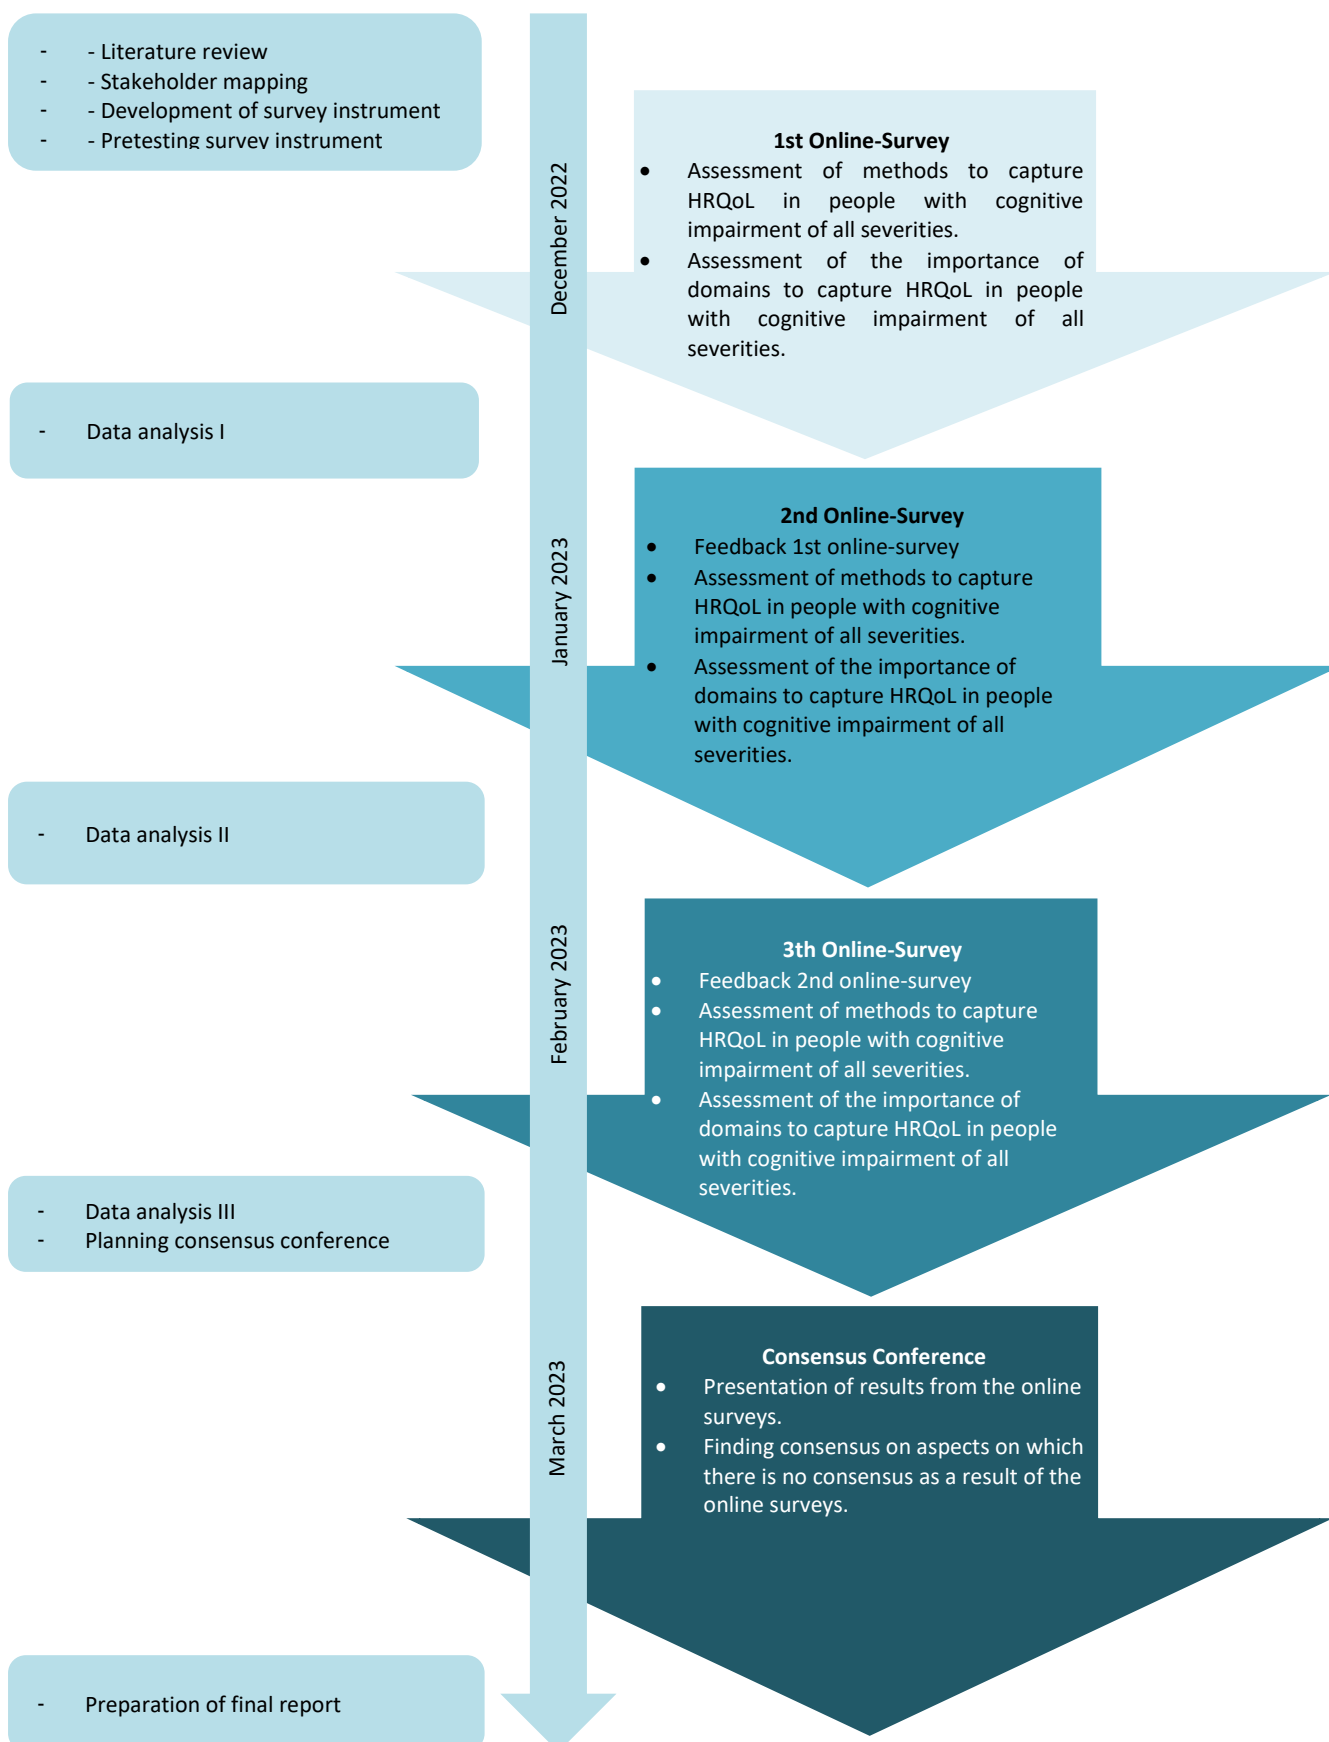 - - Literature review
- - Stakeholder mapping
- - Development of survey instrument
- - Pretesting survey instrument
December 2022
1st Online-Survey
• Assessment of methods to capture
HRQoL in people with cognitive
impairment of all severities.
• Assessment of the importance of
domains to capture HRQoL in people
with cognitive impairment of all
severities.
- Data analysis I
January 2023
2nd Online-Survey
• Feedback 1st online-survey
• Assessment of methods to capture
HRQoL in people with cognitive
impairment of all severities.
• Assessment of the importance of
domains to capture HRQoL in people
with cognitive impairment of all
severities.
- Data analysis II
February 2023
3th Online-Survey
• Feedback 2nd online-survey
• Assessment of methods to capture
HRQoL in people with cognitive
impairment of all severities.
• Assessment of the importance of
domains to capture HRQoL in people
with cognitive impairment of all
severities.
- Data analysis III
- Planning consensus conference
March 2023
Consensus Conference
• Presentation of results from the online
surveys.
• Finding consensus on aspects on which
there is no consensus as a result of the
online surveys.
- Preparation of final report